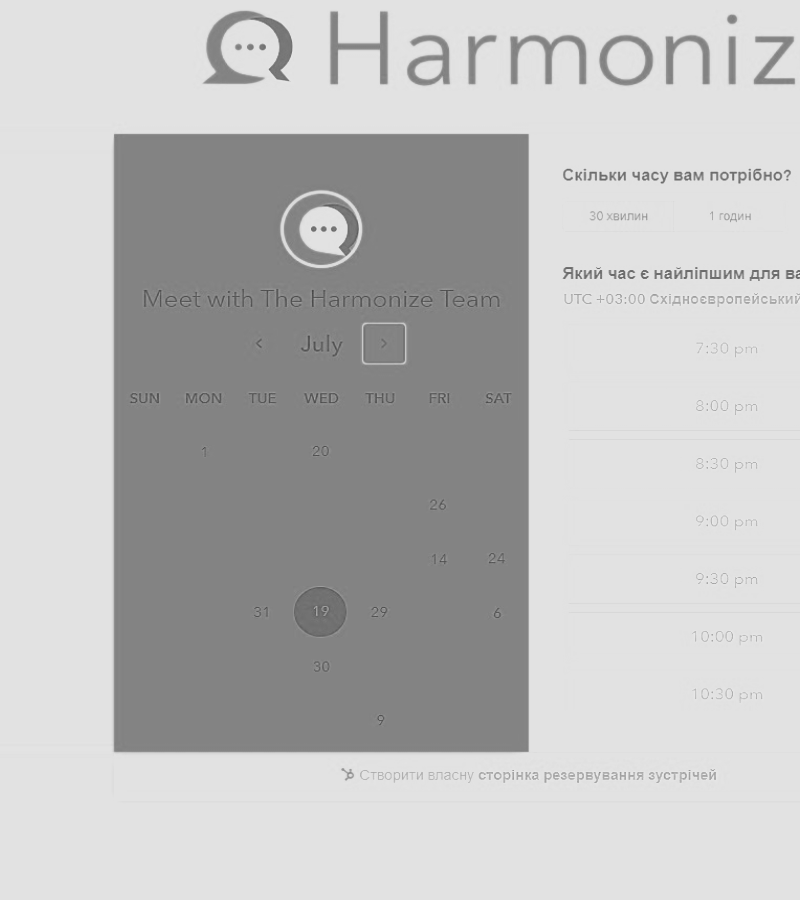 Harmoniz
Meet with The Harmonize Team
July
SUN MON TUE WED THU FRI SAT
1 20
26
14 24
31 19 29 6
30
9
Скільки часу вам потрібно?
30 хвилин 1 годин
Який час є найліпшим для ва
UTC +03:00 Східноєвропейський
7:30 pm
8:00 pm
8:30 pm
9:00 pm
9:30 pm
10:00 pm
10:30 pm
Створити власну сторінка резервування зустрічей